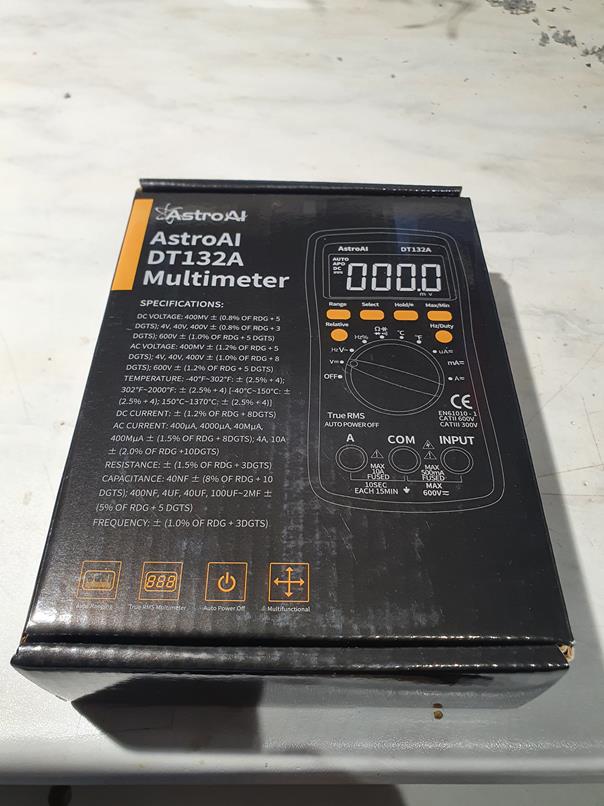 AstroAI
AstroAI
DT132A
Multimeter
SPECIFICATIONS:
DC VOLTAGE: 400MV ± (0.8% OF RDG + 5
DGTS); 4V, 40V, 400V ± (0.8% OF RDG + 3
DGTS); 600V ± (1.0% OF RDG + 5 DGTS)
AC VOLTAGE: 400MV ± (1.2% OF RDG + 5
DGTS); 4V, 40V, 400V ± (1.0% OF RDG + 8
DGTS); 600V ± (1.2% OF RDG + 5 DGTS)
TEMPERATURE: -40°F~302°F: ± (2.5% + 4);
302°F~2000°F: ± (2.5% + 4) [-40°C~150°C: ±
(2.5% + 4); 150°C~1370°C: ± (2.5% + 4)]
DC CURRENT: ± (1.2% OF RDG + 8DGTS)
AC CURRENT: 400μA, 4000μA, 40MμA,
400MμA ± (1.5% OF RDG + 8DGTS); 4A, 10A
± (2.0% OF RDG +10DGTS)
RESISTANCE: ± (1.5% OF RDG + 3DGTS)
CAPACITANCE: 40NF ± (8% OF RDG + 10
DGTS); 400NF, 4UF, 40UF, 100UF~2MF ±
(5% OF RDG + 5 DGTS)
FREQUENCY: ± (1.0% OF RDG + 3DGTS)
Auto Ranging
888
True RMS Multimeter
Auto Power Off
Multifunctional
AstroAI DT132A
AUTO
APO
DC
000.0
m v
Range Select Hold/☀ Max/Min
Relative Hz/Duty
Hz% Ω °C °F
HzV~ uA≂
V⎓ mA≂
OFF A≂
True RMS
AUTO POWER OFF
CE
EN61010 - 1
CATII 600V
CATIII 300V
A COM INPUT
MAX
10A
FUSED
MAX
500mA
FUSED
10SEC
EACH 15MIN
MAX
600V≂